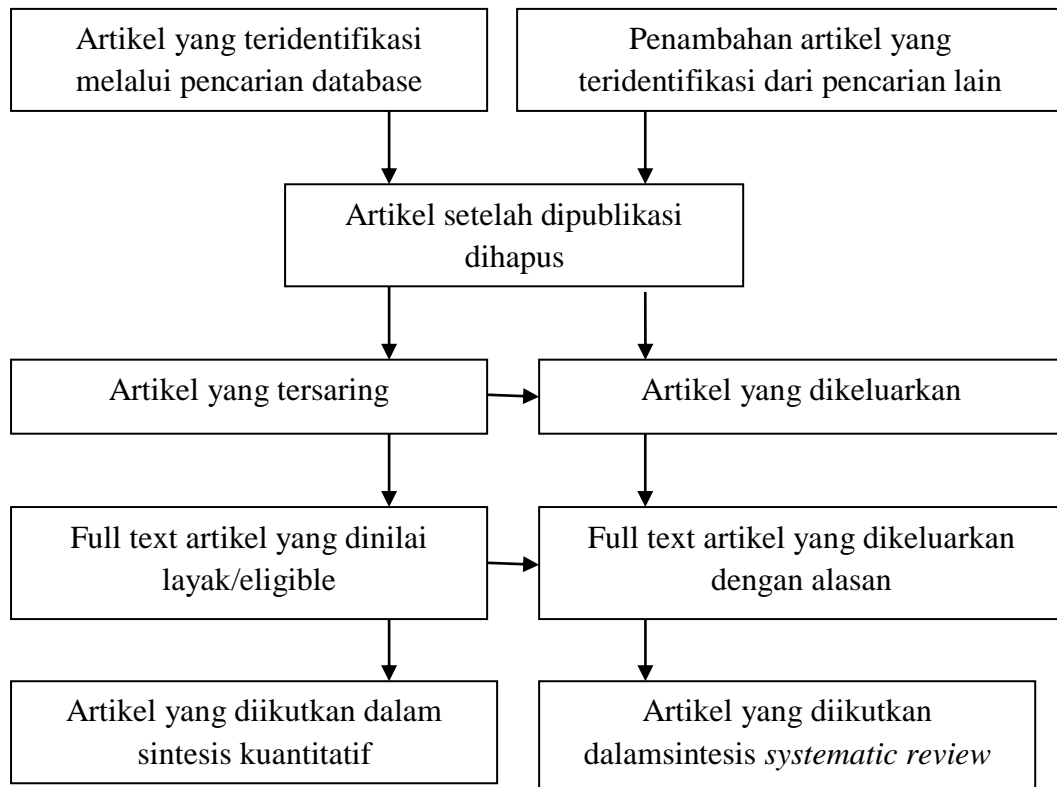 Artikel yang teridentifikasi
melalui pencarian database
Penambahan artikel yang
teridentifikasi dari pencarian lain
Artikel setelah dipublikasi
dihapus
Artikel yang tersaring
Artikel yang dikeluarkan
Full text artikel yang dinilai
layak/eligible
Full text artikel yang dikeluarkan
dengan alasan
Artikel yang diikutkan dalam
sintesis kuantitatif
Artikel yang diikutkan
dalamsintesis systematic review